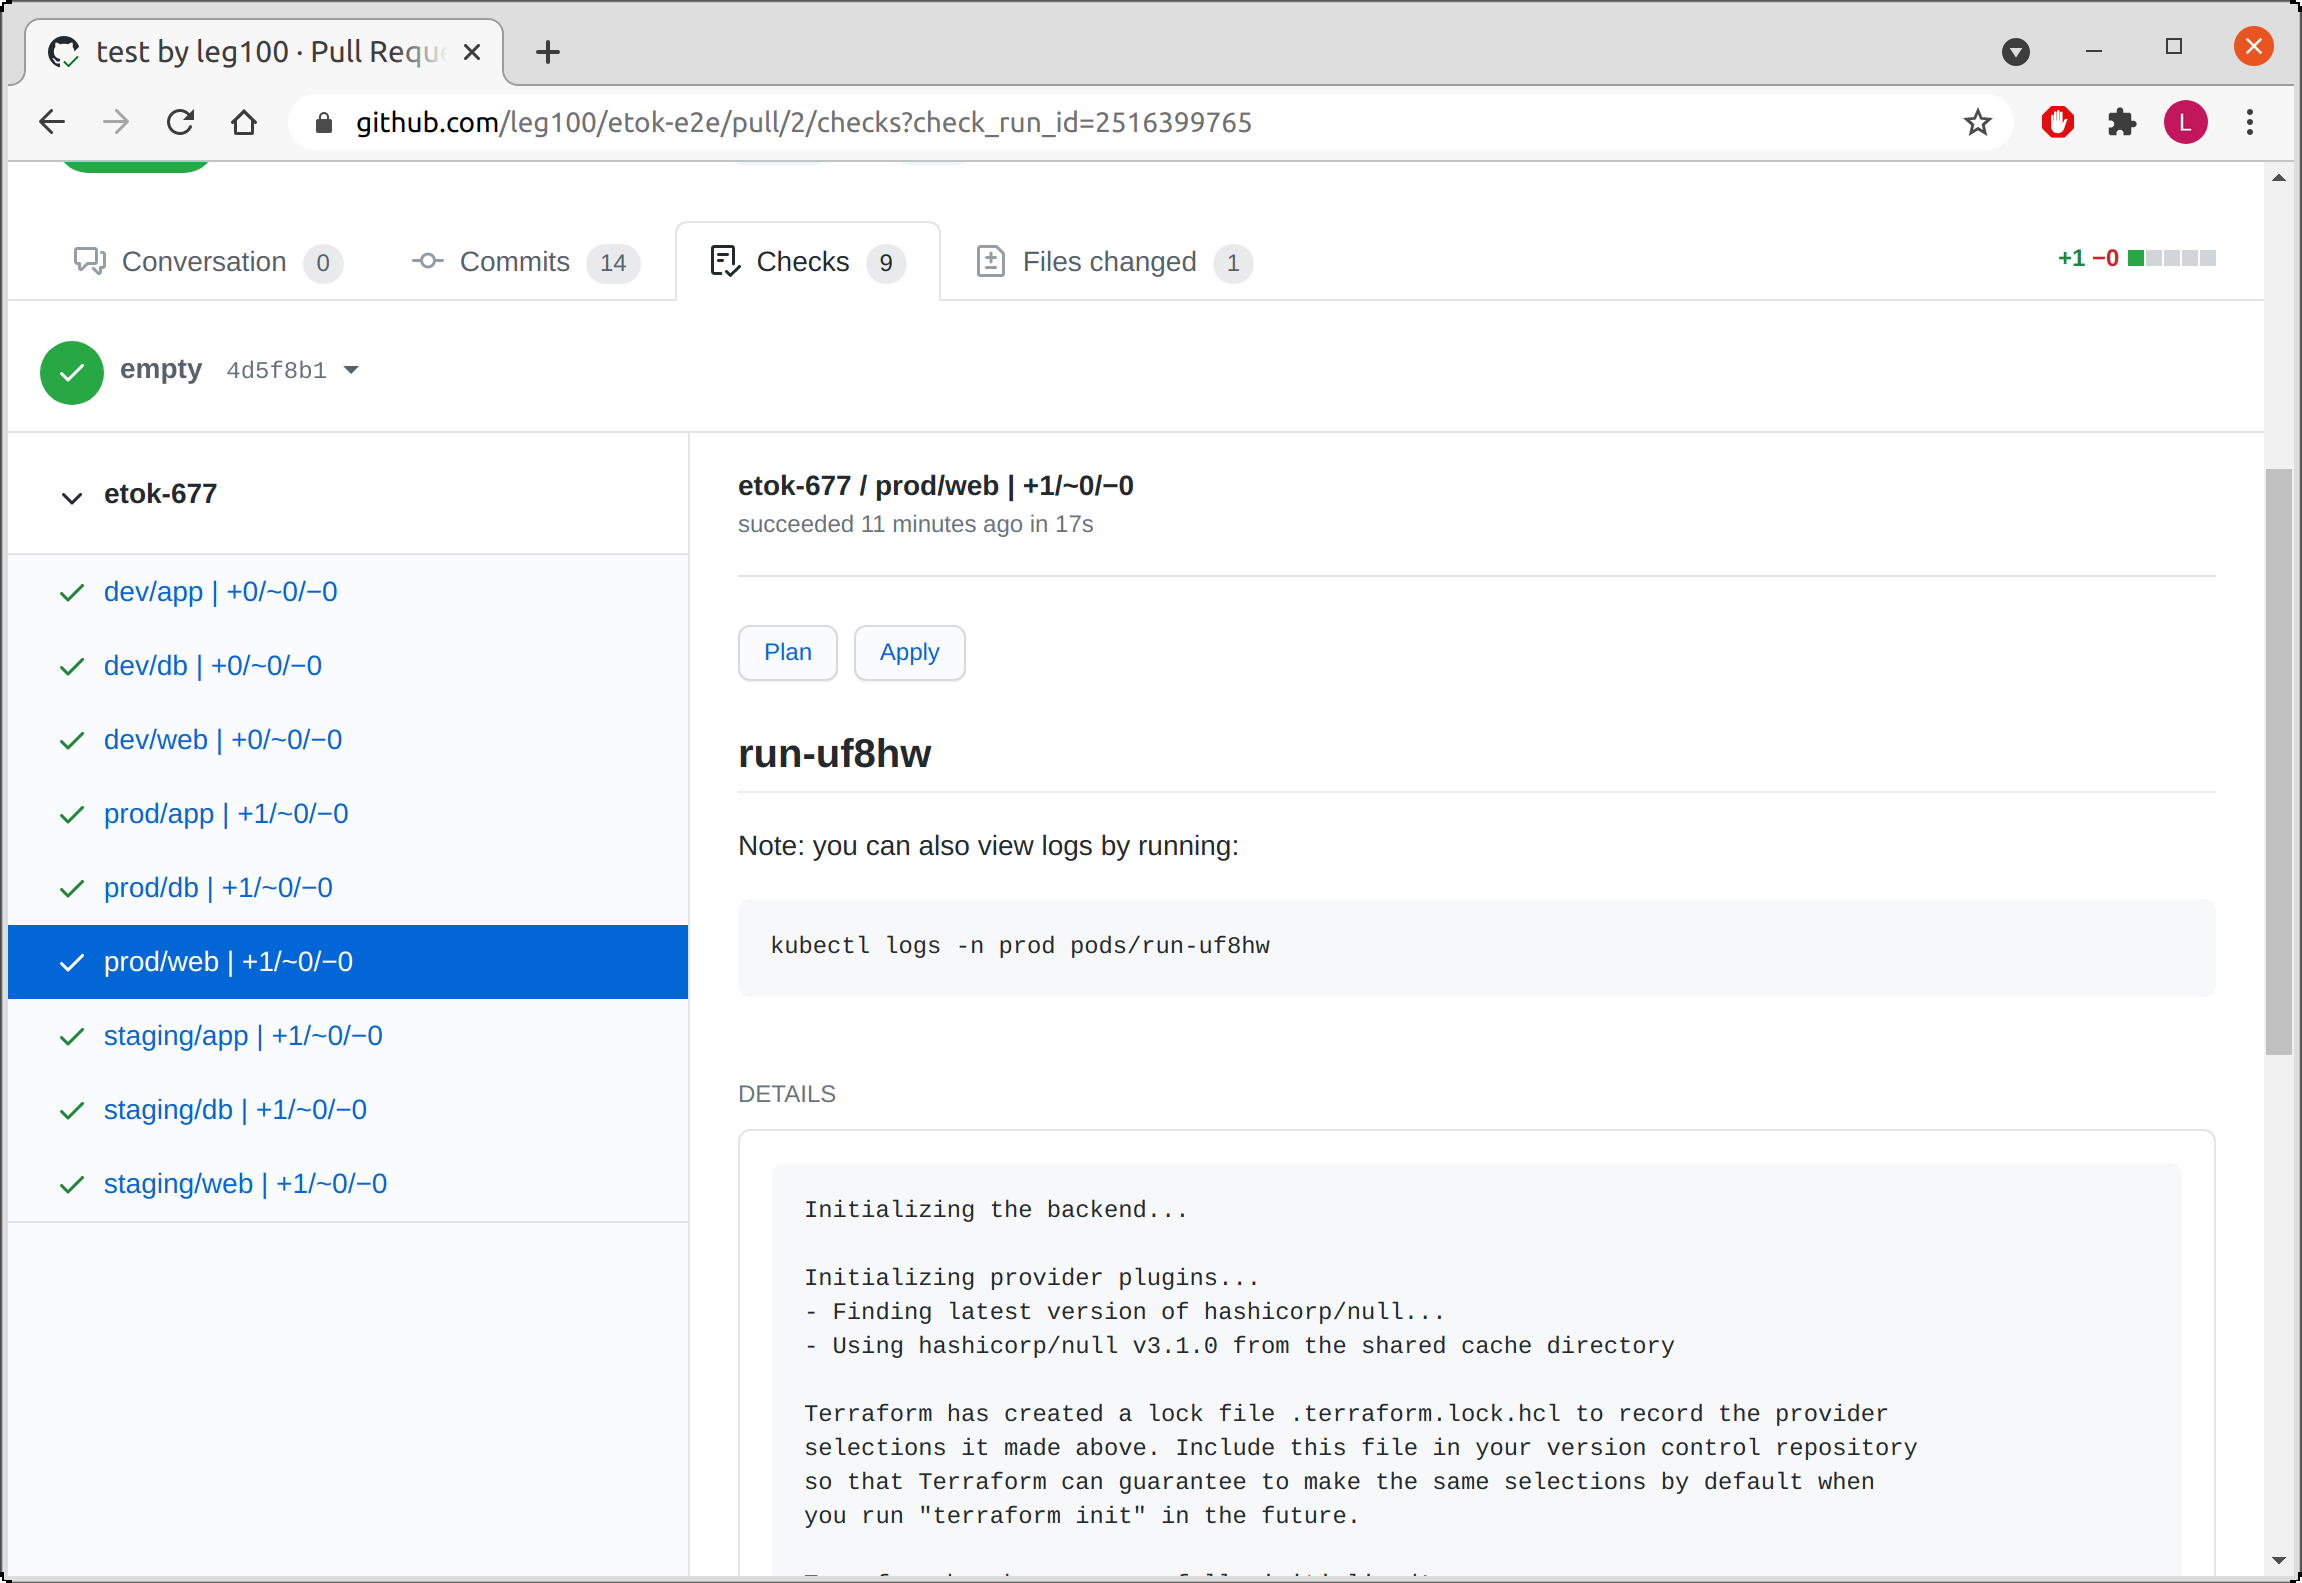 test by leg100 · Pull Reque
github.com/leg100/etok-e2e/pull/2/checks?check_run_id=2516399765
L
Conversation 0
Commits 14
Checks 9
Files changed 1
+1 −0
empty 4d5f8b1
etok-677
dev/app | +0/~0/−0
dev/db | +0/~0/−0
dev/web | +0/~0/−0
prod/app | +1/~0/−0
prod/db | +1/~0/−0
prod/web | +1/~0/−0
staging/app | +1/~0/−0
staging/db | +1/~0/−0
staging/web | +1/~0/−0
etok-677 / prod/web | +1/~0/−0
succeeded 11 minutes ago in 17s
Plan
Apply
run-uf8hw
Note: you can also view logs by running:
kubectl logs -n prod pods/run-uf8hw
DETAILS
Initializing the backend...
Initializing provider plugins...
- Finding latest version of hashicorp/null...
- Using hashicorp/null v3.1.0 from the shared cache directory
Terraform has created a lock file .terraform.lock.hcl to record the provider
selections it made above. Include this file in your version control repository
so that Terraform can guarantee to make the same selections by default when
you run "terraform init" in the future.